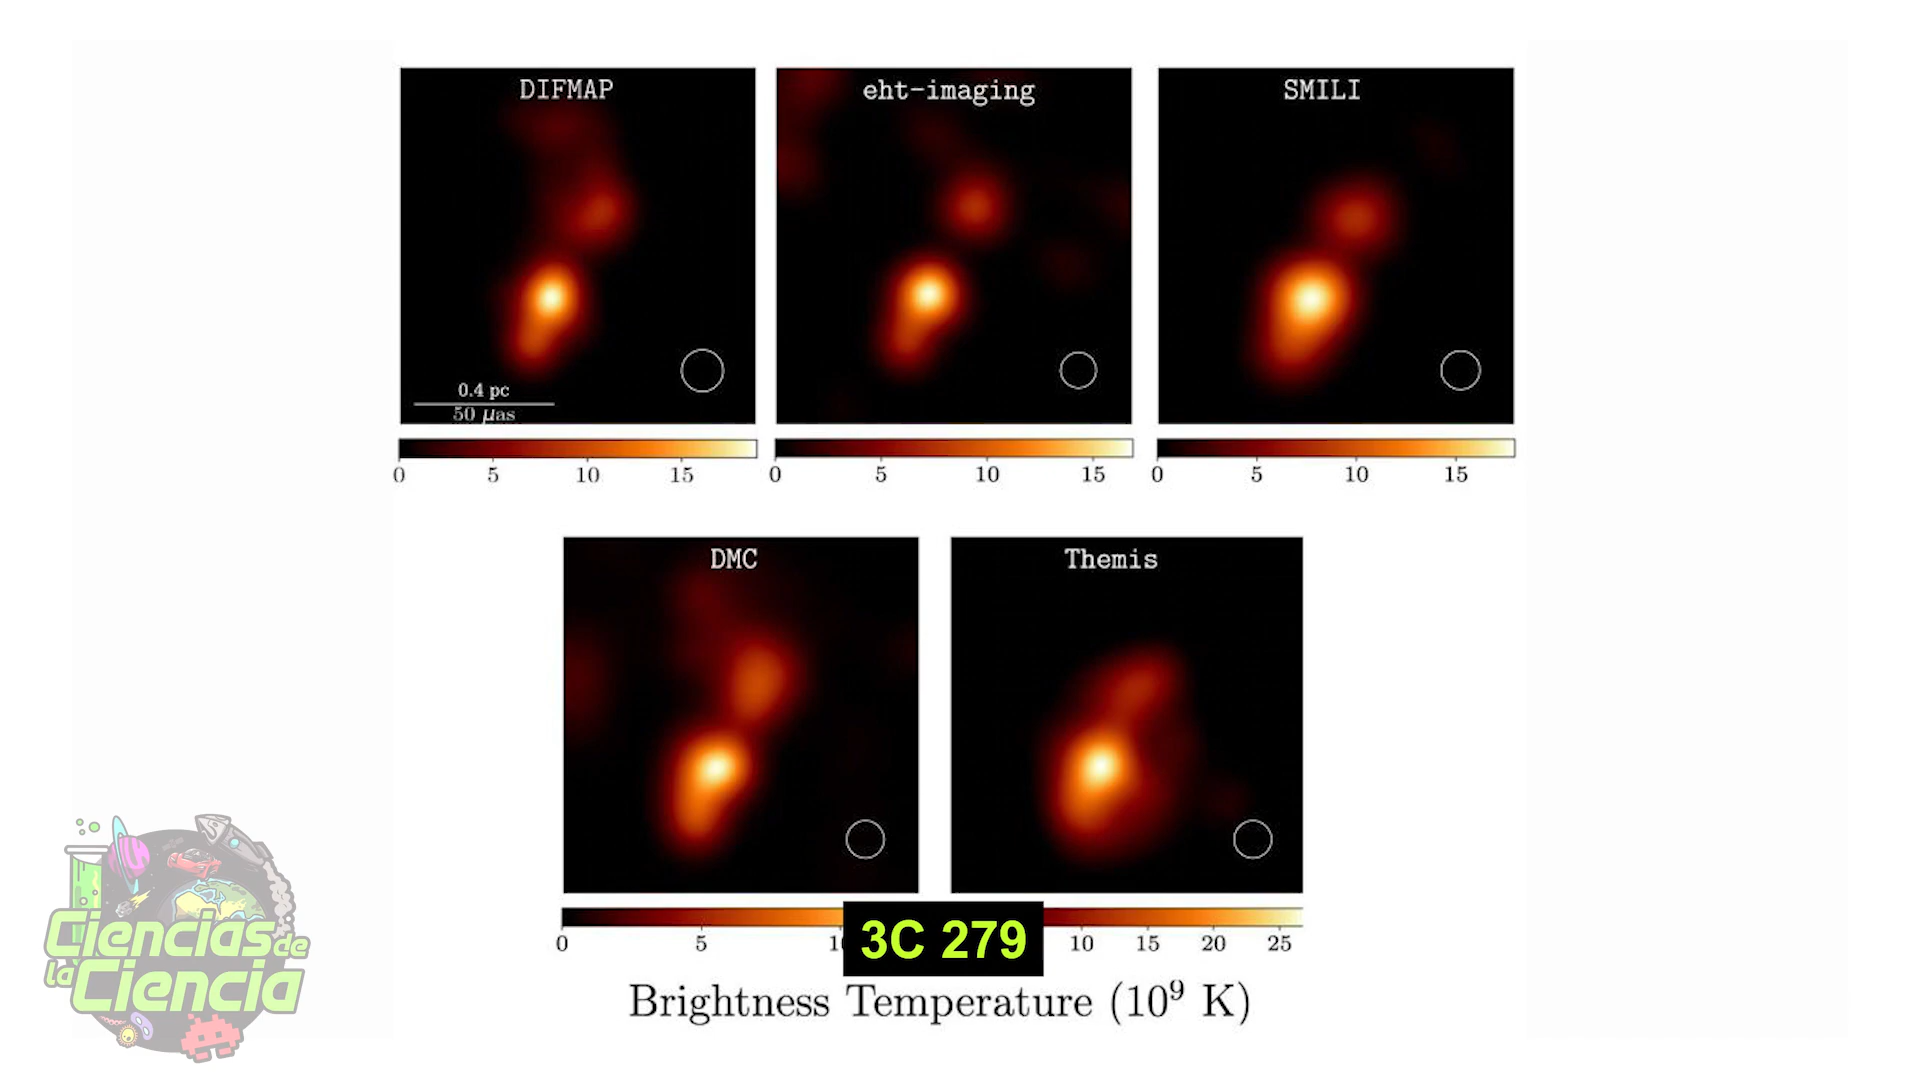 DIFMAP
eht-imaging
SMILI
0.4 pc
50 μas
0 5 10 15
0 5 10 15
0 5 10 15
DMC
Themis
0 5
10 15 20 25
3C 279
Brightness Temperature (10⁹ K)
Ciencias de
la Ciencia